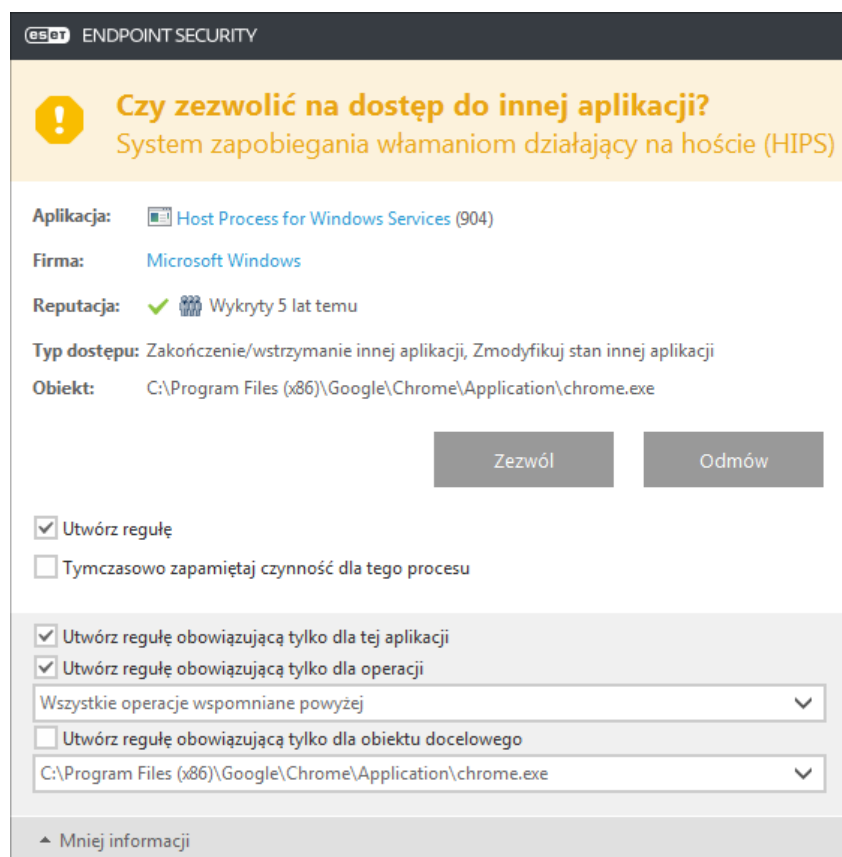 eset ENDPOINT SECURITY
Czy zezwolić na dostęp do innej aplikacji?
System zapobiegania włamaniom działający na hoście (HIPS)
Aplikacja: Host Process for Windows Services (904)
Firma: Microsoft Windows
Reputacja: Wykryty 5 lat temu
Typ dostępu: Zakończenie/wstrzymanie innej aplikacji, Zmodyfikuj stan innej aplikacji
Obiekt: C:\Program Files (x86)\Google\Chrome\Application\chrome.exe
Zezwól Odmów
Utwórz regułę
Tymczasowo zapamiętaj czynność dla tego procesu
Utwórz regułę obowiązującą tylko dla tej aplikacji
Utwórz regułę obowiązującą tylko dla operacji
Wszystkie operacje wspomniane powyżej
Utwórz regułę obowiązującą tylko dla obiektu docelowego
C:\Program Files (x86)\Google\Chrome\Application\chrome.exe
Mniej informacji